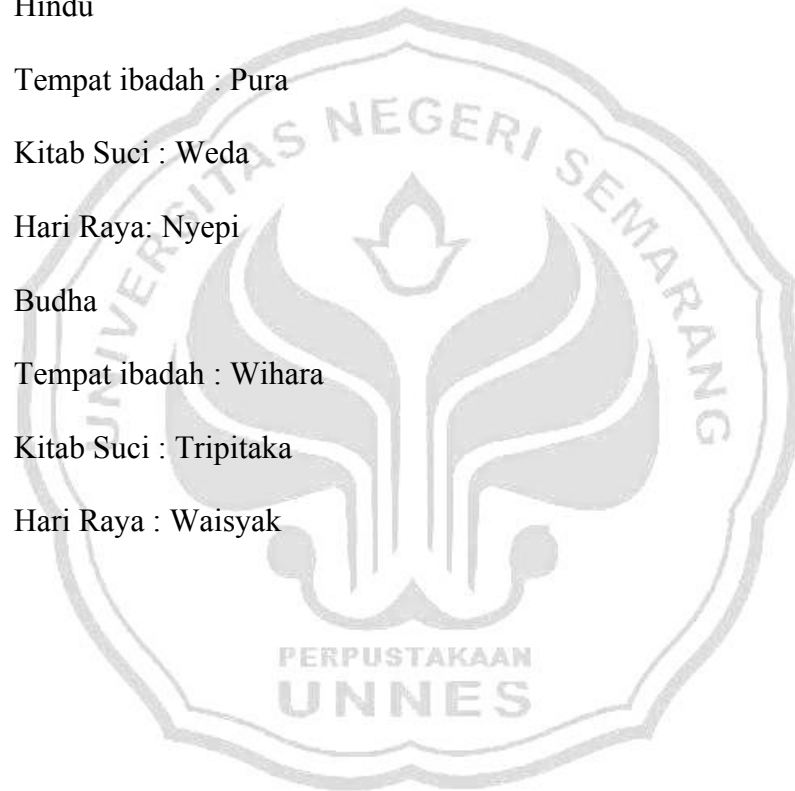 Hindu
Tempat ibadah : Pura
Kitab Suci : Weda
Hari Raya: Nyepi
Budha
Tempat ibadah : Wihara
Kitab Suci : Tripitaka
Hari Raya : Waisyak
UNIVERSITAS NEGERI SEMARANG
PERPUSTAKAAN
UNNES